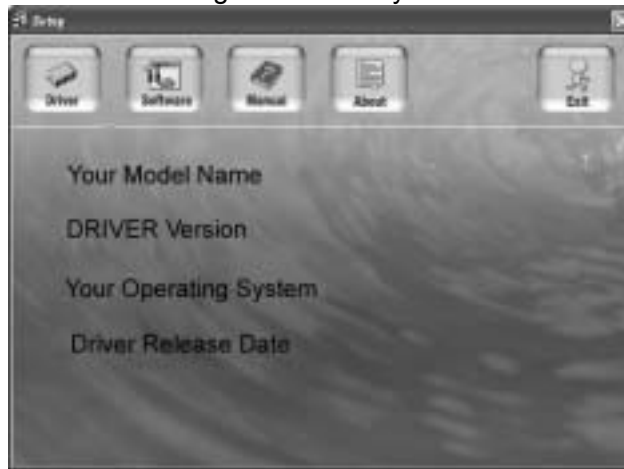 Setup
Driver Software Manual About Exit
Your Model Name
DRIVER Version
Your Operating System
Driver Release Date